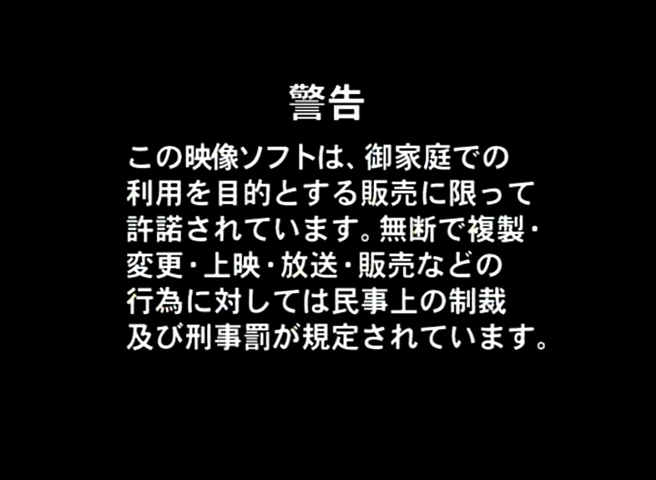 警告
この映像ソフトは、御家庭での
利用を目的とする販売に限って
許諾されています。無断で複製・
変更・上映・放送・販売などの
行為に対しては民事上の制裁
及び刑事罰が規定されています。